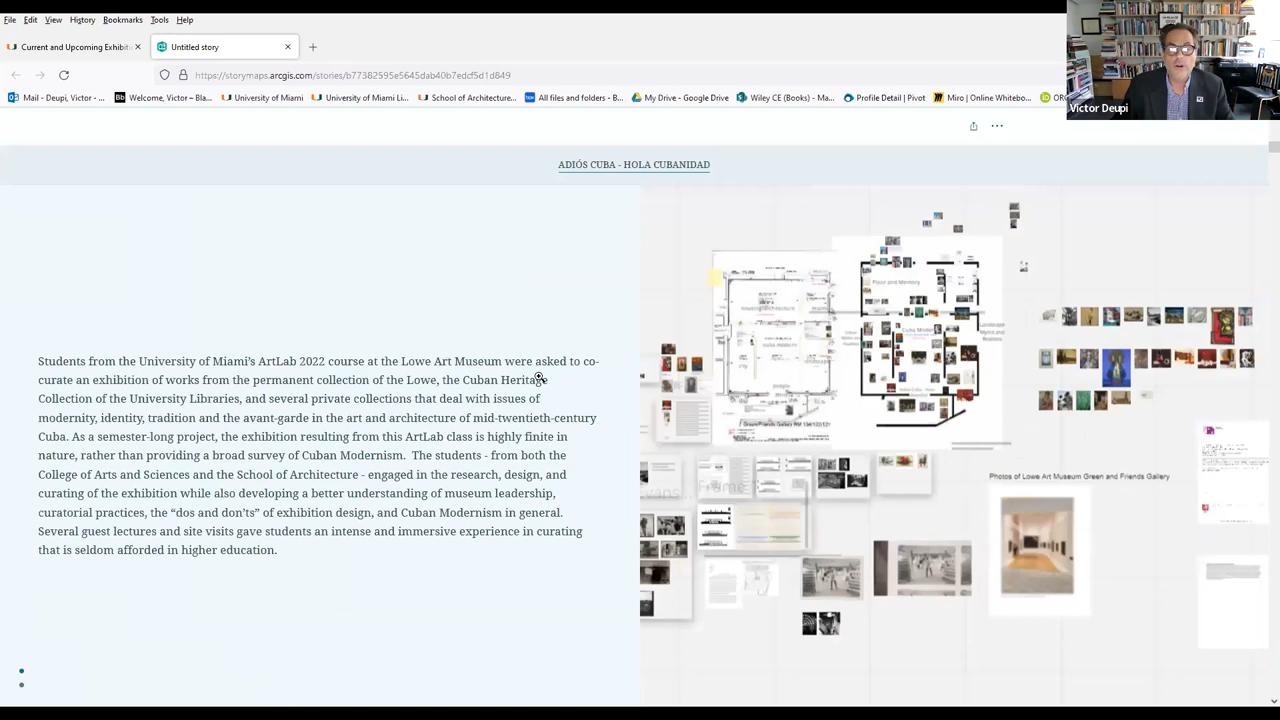 File Edit View History Bookmarks Tools Help
Current and Upcoming Exhibit
Untitled story
https://storymaps.arcgis.com/stories/b77382595e5645dab40b7edcf5d1d849
Mail - Deupi, Victor - ...
Welcome, Victor – Bla...
University of Miami
University of Miami Li...
School of Architecture...
All files and folders - B...
My Drive - Google Drive
Wiley CE (Books) - Ma...
Profile Detail | Pivot
Miro | Online Whitebo...
Victor Deupi
ADIÓS CUBA - HOLA CUBANIDAD
Students in the University of Miami's ArtLab 2022 course at the Lowe Art Museum were asked to co-
curate an exhibition of works from the permanent collection of the Lowe, the Cuban Heritage
Collection of the University Library, and several private collections that deal with issues of
modernity, identity, tradition and the avant-garde in the art and architecture of mid-twentieth-century
Cuba. As a semester-long project, the exhibition resulting from the ArtLab class is highly finite in
nature, rather than providing a broad survey of Cuban Modernism. The students - from both the
College of Arts and Sciences and the School of Architecture - engaged in the research, design, and
curating of the exhibition while also developing a better understanding of museum leadership,
curatorial practices, the “dos and don’ts” of exhibition design, and Cuban Modernism in general.
Several guest lectures and site visits gave students an intense and immersive experience in curating
that is seldom afforded in higher education.
Place and Memory
Photos of Lowe Art Museum Green and Friends Gallery